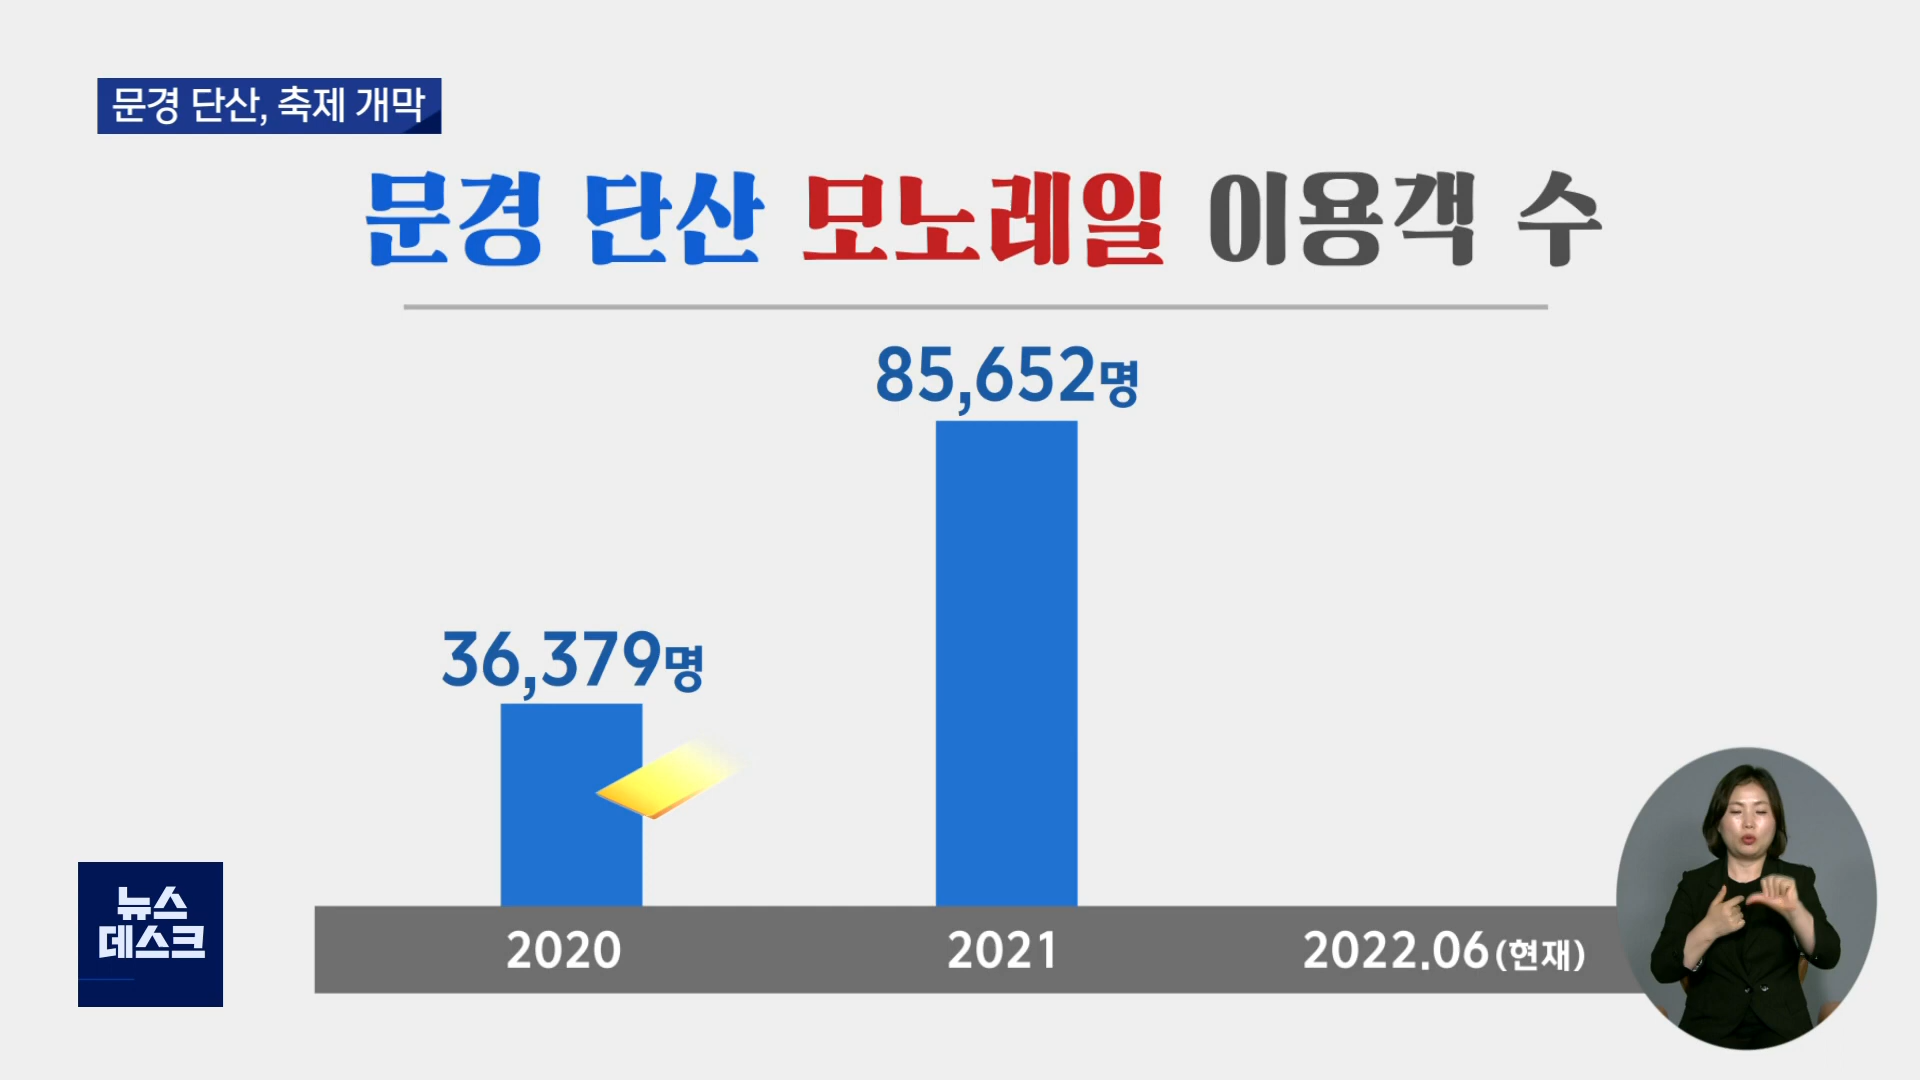 문경 단산, 축제 개막
문경 단산 모노레일 이용객 수
85,652명
36,379명
2020 2021 2022.06(현재)
뉴스
데스크